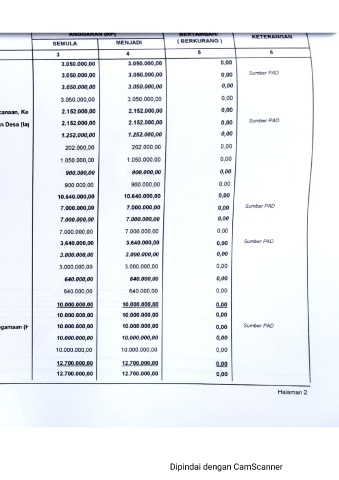 ANGGARAN (RP) BERTAMBAH/ KETERANGAN
SEMULA MENJADI ( BERKURANG )
3 4 5 6
3.050.000,00 3.050.000,00 0,00
3.050.000,00 3.050.000,00 0,00 Sumber PAD
3.050.000,00 3.050.000,00 0,00
3.050.000,00 3.050.000,00 0,00
canaan, Ke 2.152.000,00 2.152.000,00 0,00
n Desa (laj 2.152.000,00 2.152.000,00 0,00 Sumber PAD
1.252.000,00 1.252.000,00 0,00
202.000,00 202.000,00 0,00
1.050.000,00 1.050.000,00 0,00
900.000,00 900.000,00 0,00
900.000,00 900.000,00 0,00
10.640.000,00 10.640.000,00 0,00
7.000.000,00 7.000.000,00 0,00 Sumber PAD
7.000.000,00 7.000.000,00 0,00
7.000.000,00 7.000.000,00 0,00
3.640.000,00 3.640.000,00 0,00 Sumber PAD
3.000.000,00 3.000.000,00 0,00
3.000.000,00 3.000.000,00 0,00
640.000,00 640.000,00 0,00
640.000,00 640.000,00 0,00
10.000.000,00 10.000.000,00 0,00
10.000.000,00 10.000.000,00 0,00
gamaan (H 10.000.000,00 10.000.000,00 0,00 Sumber PAD
10.000.000,00 10.000.000,00 0,00
10.000.000,00 10.000.000,00 0,00
12.700.000,00 12.700.000,00 0,00
12.700.000,00 12.700.000,00 0,00
Halaman 2
Dipindai dengan CamScanner